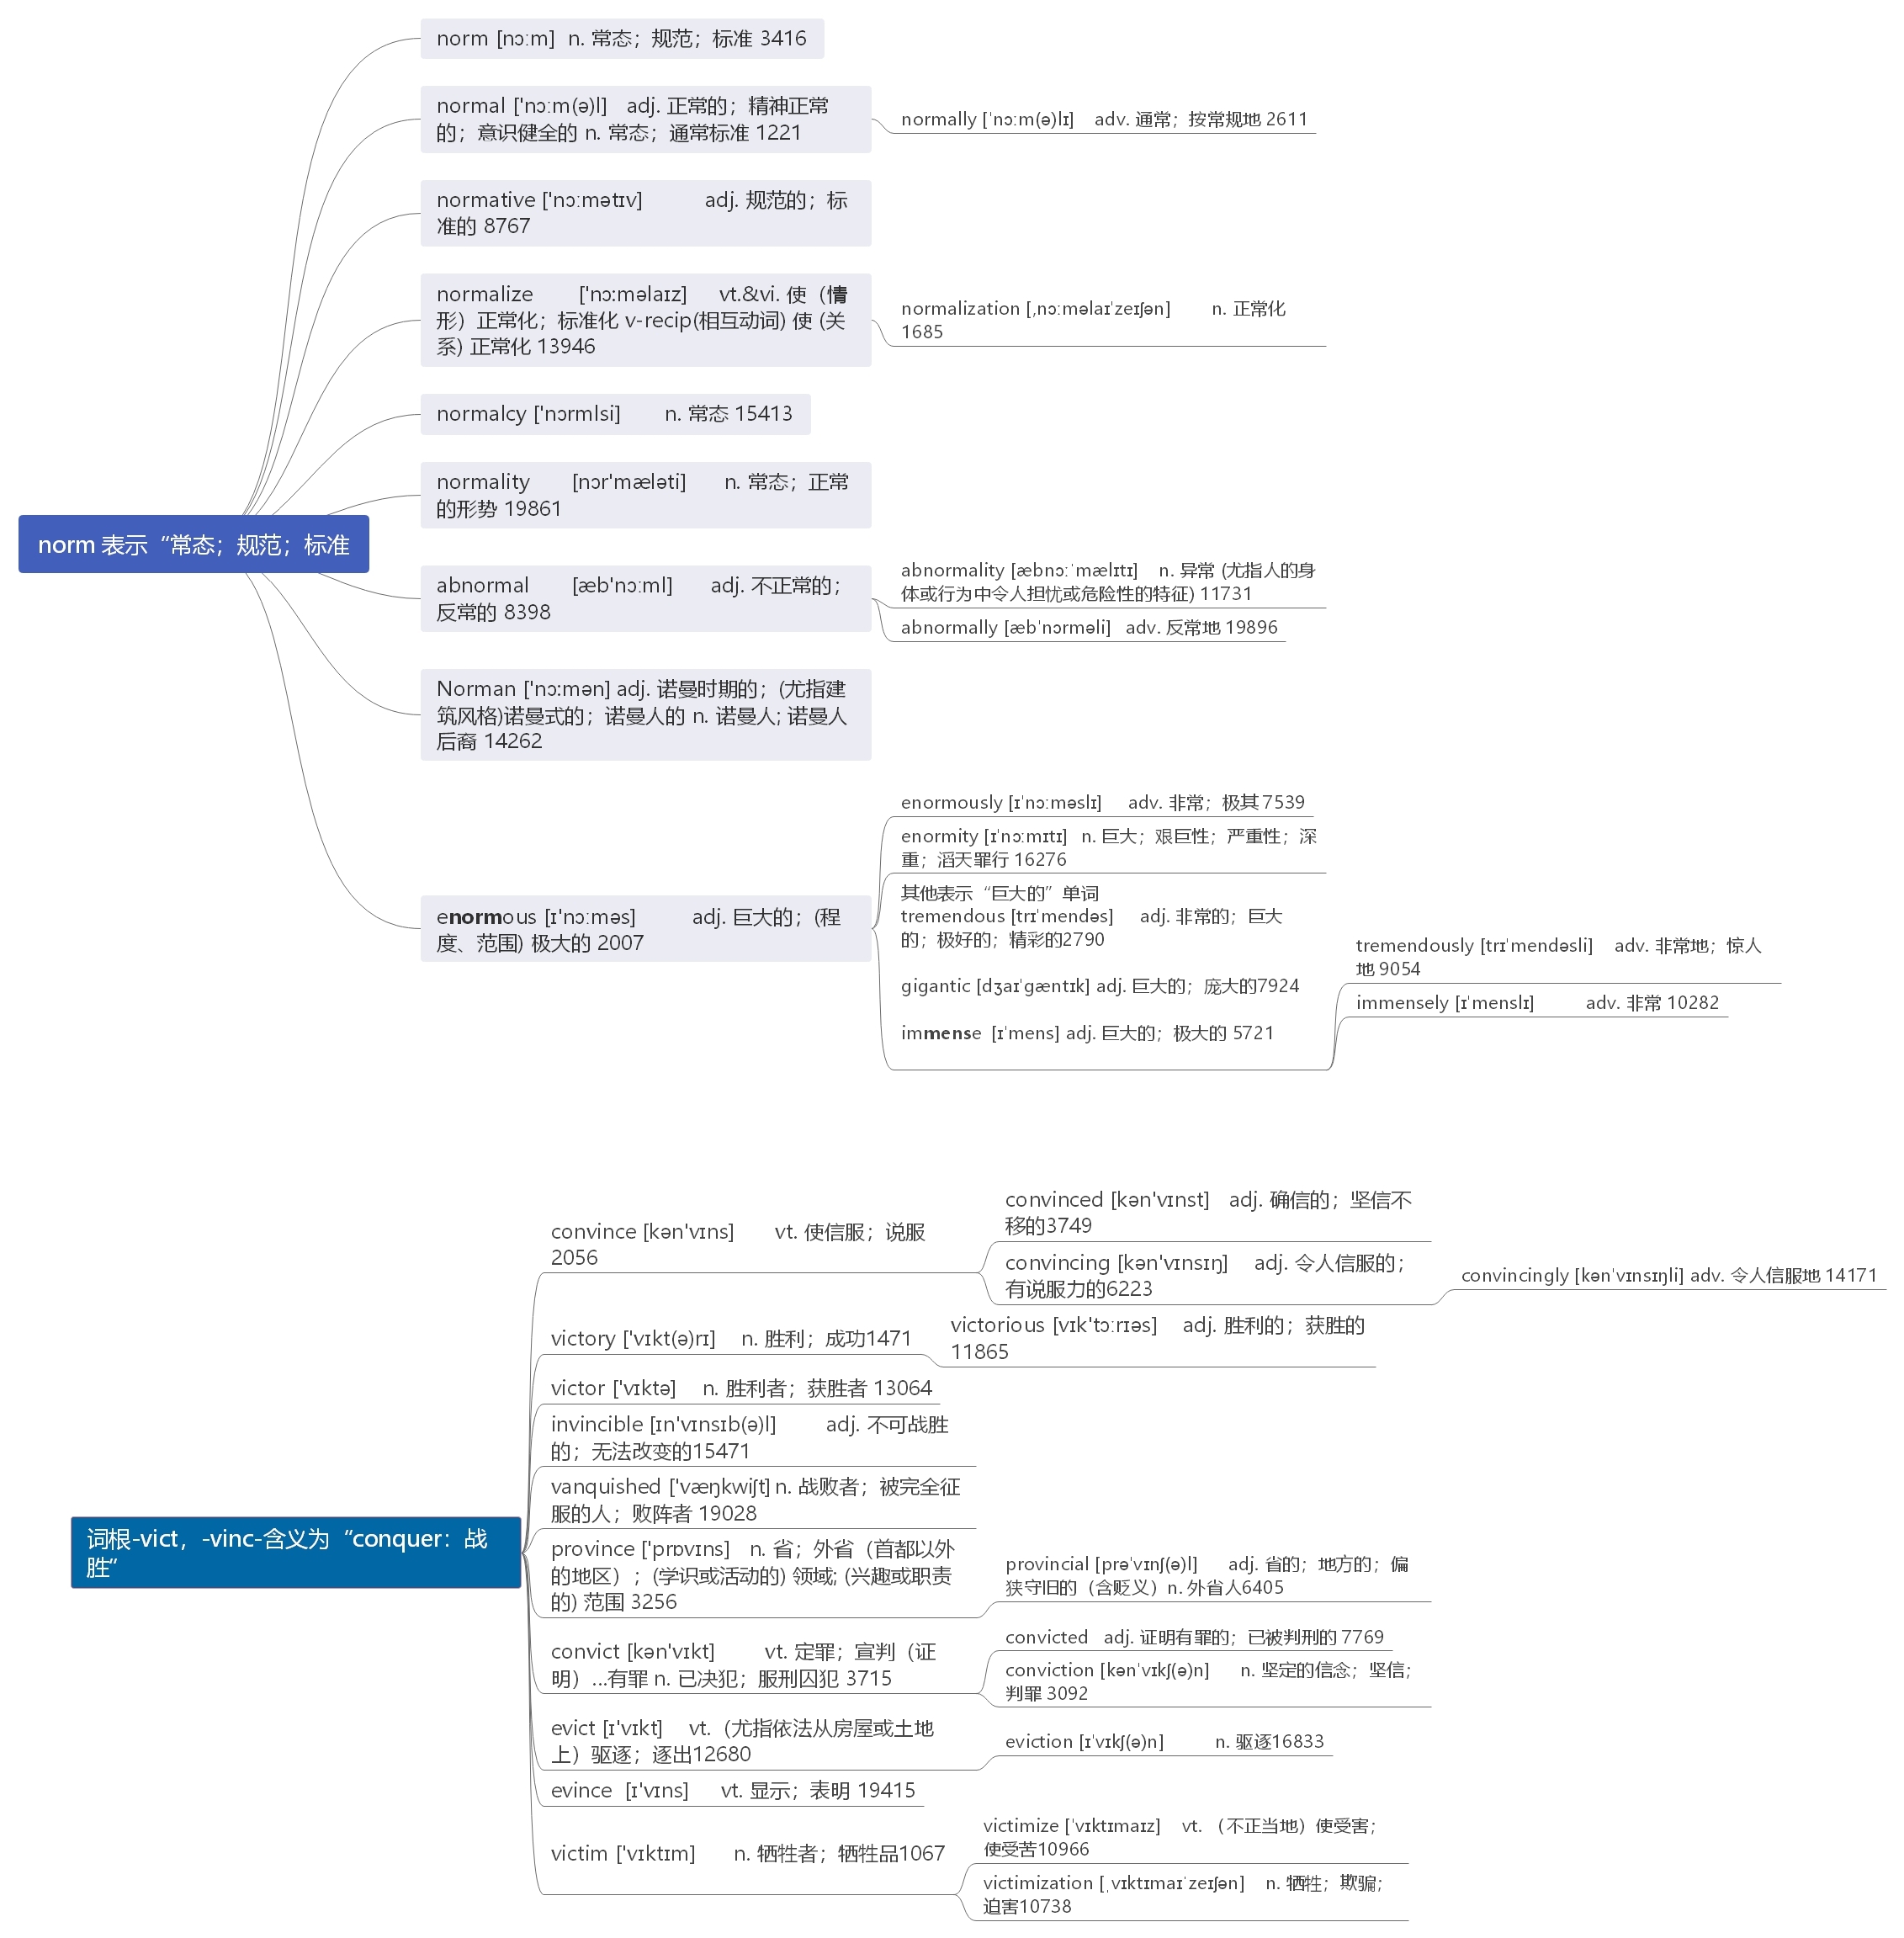 norm [nɔːm]  n. 常态；规范；标准 3416
normal ['nɔːm(ə)l]   adj. 正常的；精神正常
的；意识健全的 n. 常态；通常标准 1221
normally [ˈnɔːm(ə)lɪ]    adv. 通常；按常规地 2611
normative ['nɔːmətɪv]          adj. 规范的；标
准的 8767
normalize       ['nɔːməlaɪz]     vt.&vi. 使（情
形）正常化；标准化 v-recip(相互动词) 使 (关
系) 正常化 13946
normalization [ˌnɔːməlaɪˈzeɪʃən]        n. 正常化
1685
normalcy ['nɔrmlsi]       n. 常态 15413
normality       [nɔr'mæləti]      n. 常态；正常
的形势 19861
norm 表示“常态；规范；标准
abnormal       [æb'nɔːml]      adj. 不正常的；
反常的 8398
abnormality [æbnɔːˈmælɪtɪ]    n. 异常 (尤指人的身
体或行为中令人担忧或危险性的特征) 11731
abnormally [æbˈnɔrməli]   adv. 反常地 19896
Norman ['nɔːmən] adj. 诺曼时期的；(尤指建
筑风格)诺曼式的；诺曼人的 n. 诺曼人; 诺曼人
后裔 14262
enormous [ɪ'nɔːməs]         adj. 巨大的；(程
度、范围) 极大的 2007
enormously [ɪˈnɔːməslɪ]     adv. 非常；极其 7539
enormity [ɪˈnɔːmɪtɪ]   n. 巨大；艰巨性；严重性；深
重；滔天罪行 16276
其他表示“巨大的”单词
tremendous [trɪˈmendəs]     adj. 非常的；巨大
的；极好的；精彩的2790
gigantic [dʒaɪˈgæntɪk] adj. 巨大的；庞大的7924
immense  [ɪˈmens] adj. 巨大的；极大的 5721
tremendously [trɪˈmendəsli]    adv. 非常地；惊人
地 9054
immensely [ɪˈmenslɪ]          adv. 非常 10282
词根-vict，-vinc-含义为“conquer：战
胜”
convince [kən'vɪns]      vt. 使信服；说服
2056
convinced [kən'vɪnst]   adj. 确信的；坚信不
移的3749
convincing [kən'vɪnsɪŋ]    adj. 令人信服的；
有说服力的6223
convincingly [kənˈvɪnsɪŋli] adv. 令人信服地 14171
victory ['vɪkt(ə)rɪ]    n. 胜利；成功1471
victorious [vɪk'tɔːrɪəs]    adj. 胜利的；获胜的
11865
victor ['vɪktə]    n. 胜利者；获胜者 13064
invincible [ɪn'vɪnsɪb(ə)l]        adj. 不可战胜
的；无法改变的15471
vanquished ['væŋkwiʃt] n. 战败者；被完全征
服的人；败阵者 19028
province ['prɒvɪns]   n. 省；外省（首都以外
的地区）；(学识或活动的) 领域; (兴趣或职责
的) 范围 3256
provincial [prəˈvɪnʃ(ə)l]      adj. 省的；地方的；偏
狭守旧的（含贬义）n. 外省人6405
convict [kən'vɪkt]        vt. 定罪；宣判（证
明）…有罪 n. 已决犯；服刑囚犯 3715
convicted   adj. 证明有罪的；已被判刑的 7769
conviction [kənˈvɪkʃ(ə)n]      n. 坚定的信念；坚信；
判罪 3092
evict [ɪ'vɪkt]    vt.（尤指依法从房屋或土地
上）驱逐；逐出12680
eviction [ɪˈvɪkʃ(ə)n]          n. 驱逐16833
evince  [ɪ'vɪns]     vt. 显示；表明 19415
victim ['vɪktɪm]      n. 牺牲者；牺牲品1067
victimize [ˈvɪktɪmaɪz]    vt. （不正当地）使受害；
使受苦10966
victimization [ˌvɪktɪmaɪˈzeɪʃən]    n. 牺牲；欺骗；
迫害10738